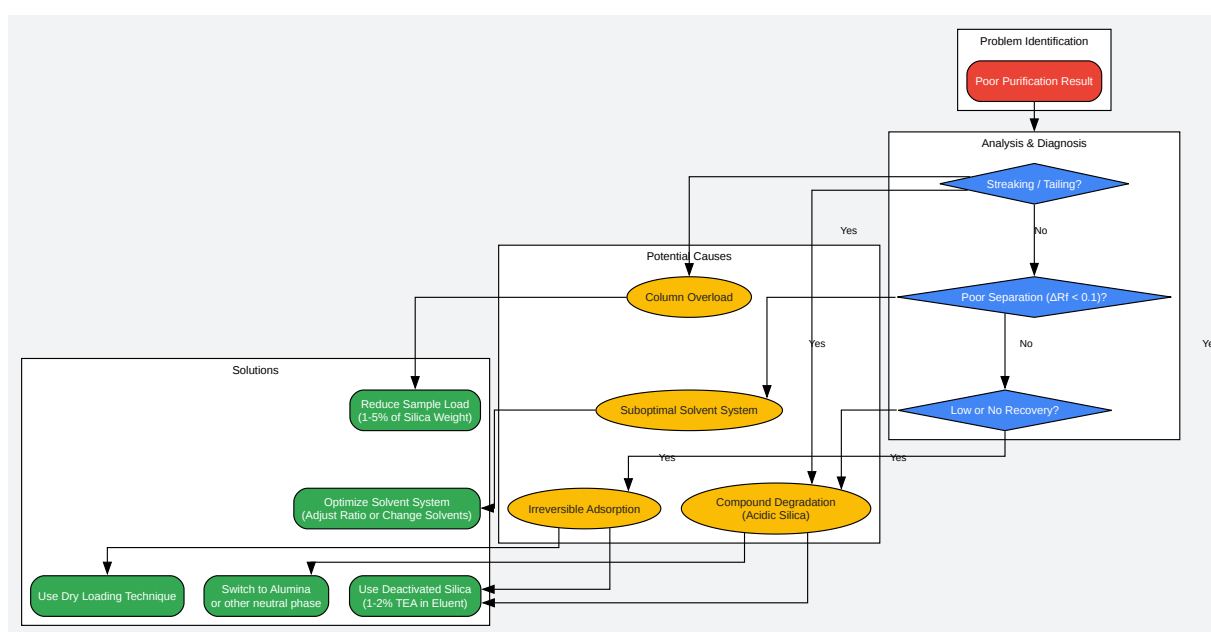 Problem Identification
Poor Purification Result
Analysis & Diagnosis
Streaking / Tailing?
Yes
No
Potential Causes
Column Overload
Poor Separation (ΔRf < 0.1)?
Yes
No
Ye
Solutions
Reduce Sample Load
(1-5% of Silica Weight)
Suboptimal Solvent System
Low or No Recovery?
Yes
Yes
Optimize Solvent System
(Adjust Ratio or Change Solvents)
Irreversible Adsorption
Compound Degradation
(Acidic Silica)
Use Dry Loading Technique
Switch to Alumina
or other neutral phase
Use Deactivated Silica
(1-2% TEA in Eluent)